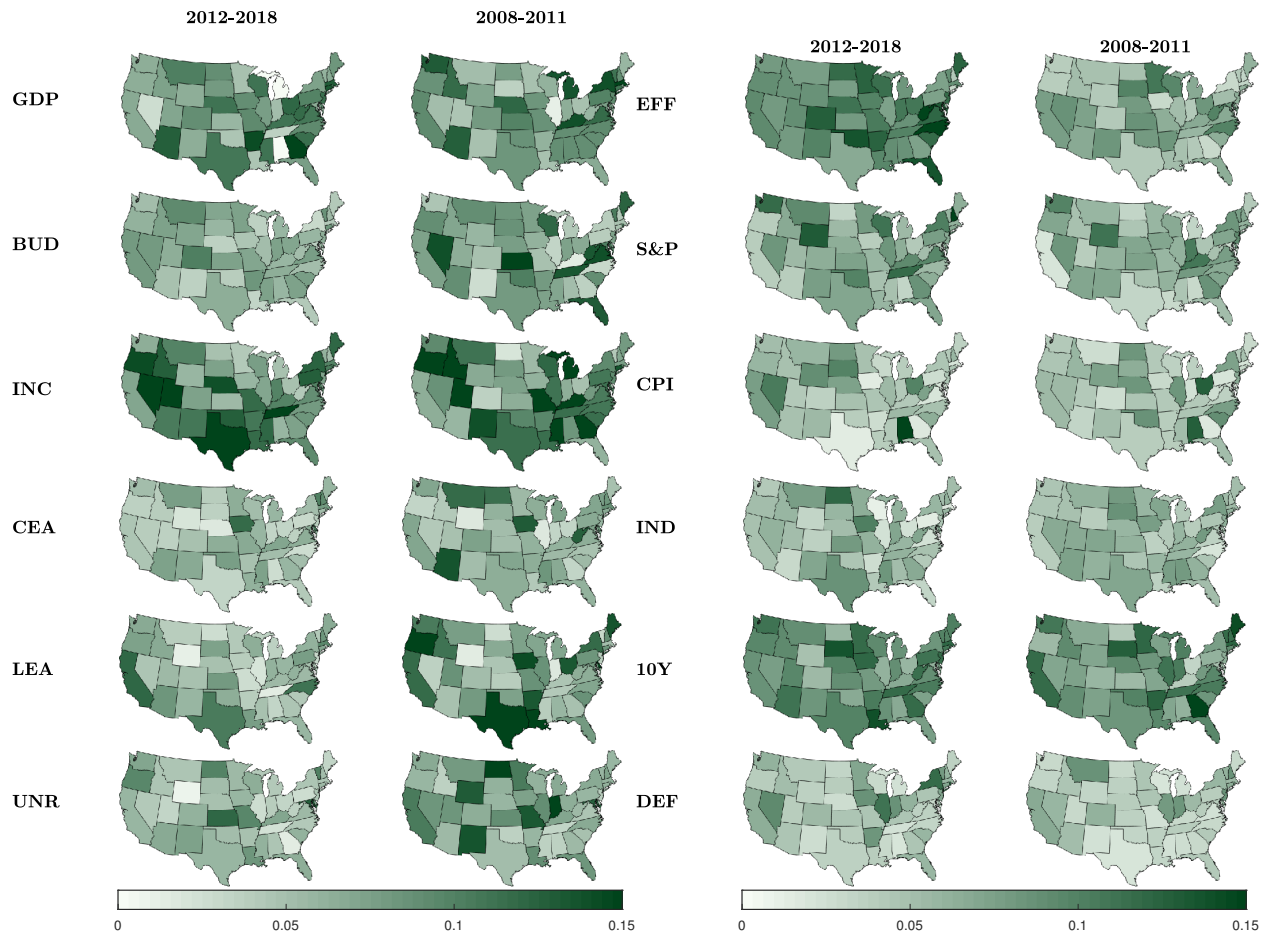 2012-2018 2008-2011
2012-2018 2008-2011
GDP EFF
BUD S&P
INC CPI
CEA IND
LEA 10Y
UNR DEF
0 0.05 0.1 0.15 0 0.05 0.1 0.15